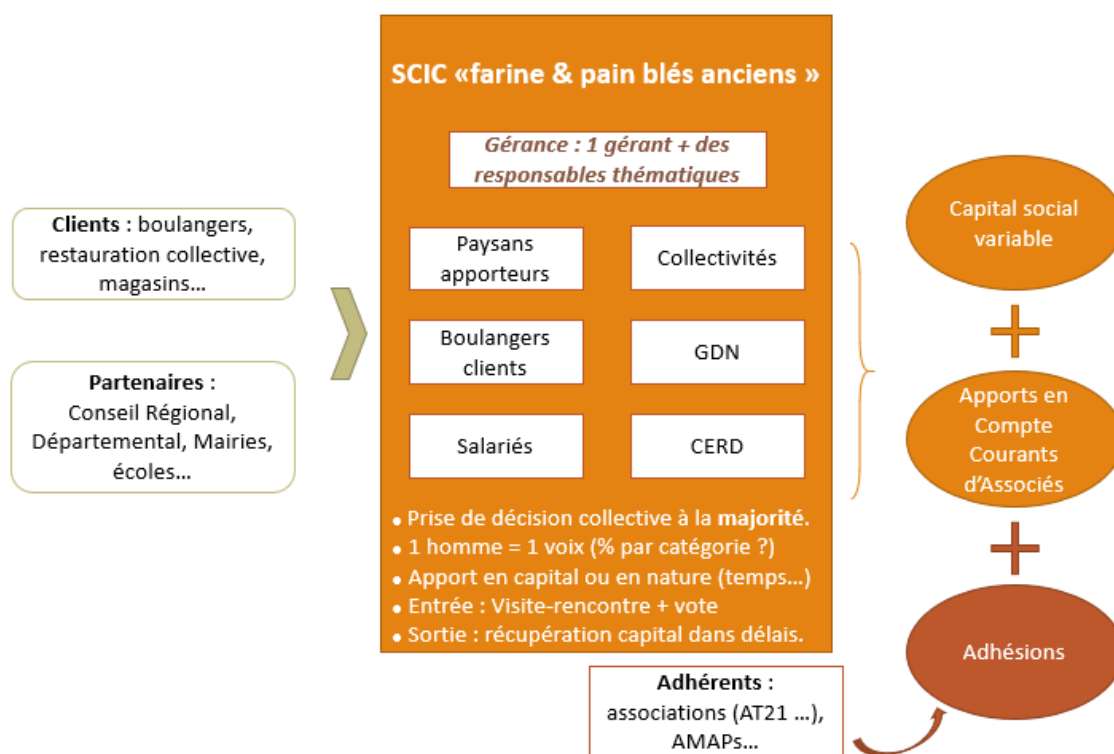 SCIC «farine & pain blés anciens »
Gérance : 1 gérant + des
responsables thématiques
Clients : boulangers,
restauration collective,
magasins…
Partenaires :
Conseil Régional,
Départemental, Mairies,
écoles…
Paysans
apporteurs
Collectivités
Boulangers
clients
GDN
Salariés
CERD
• Prise de décision collective à la majorité.
• 1 homme = 1 voix (% par catégorie ?)
• Apport en capital ou en nature (temps…)
• Entrée : Visite-rencontre + vote
• Sortie : récupération capital dans délais.
Capital social
variable
+
Apports en
Compte
Courants
d’Associés
+
Adhésions
Adhérents :
associations (AT21 …),
AMAPs…